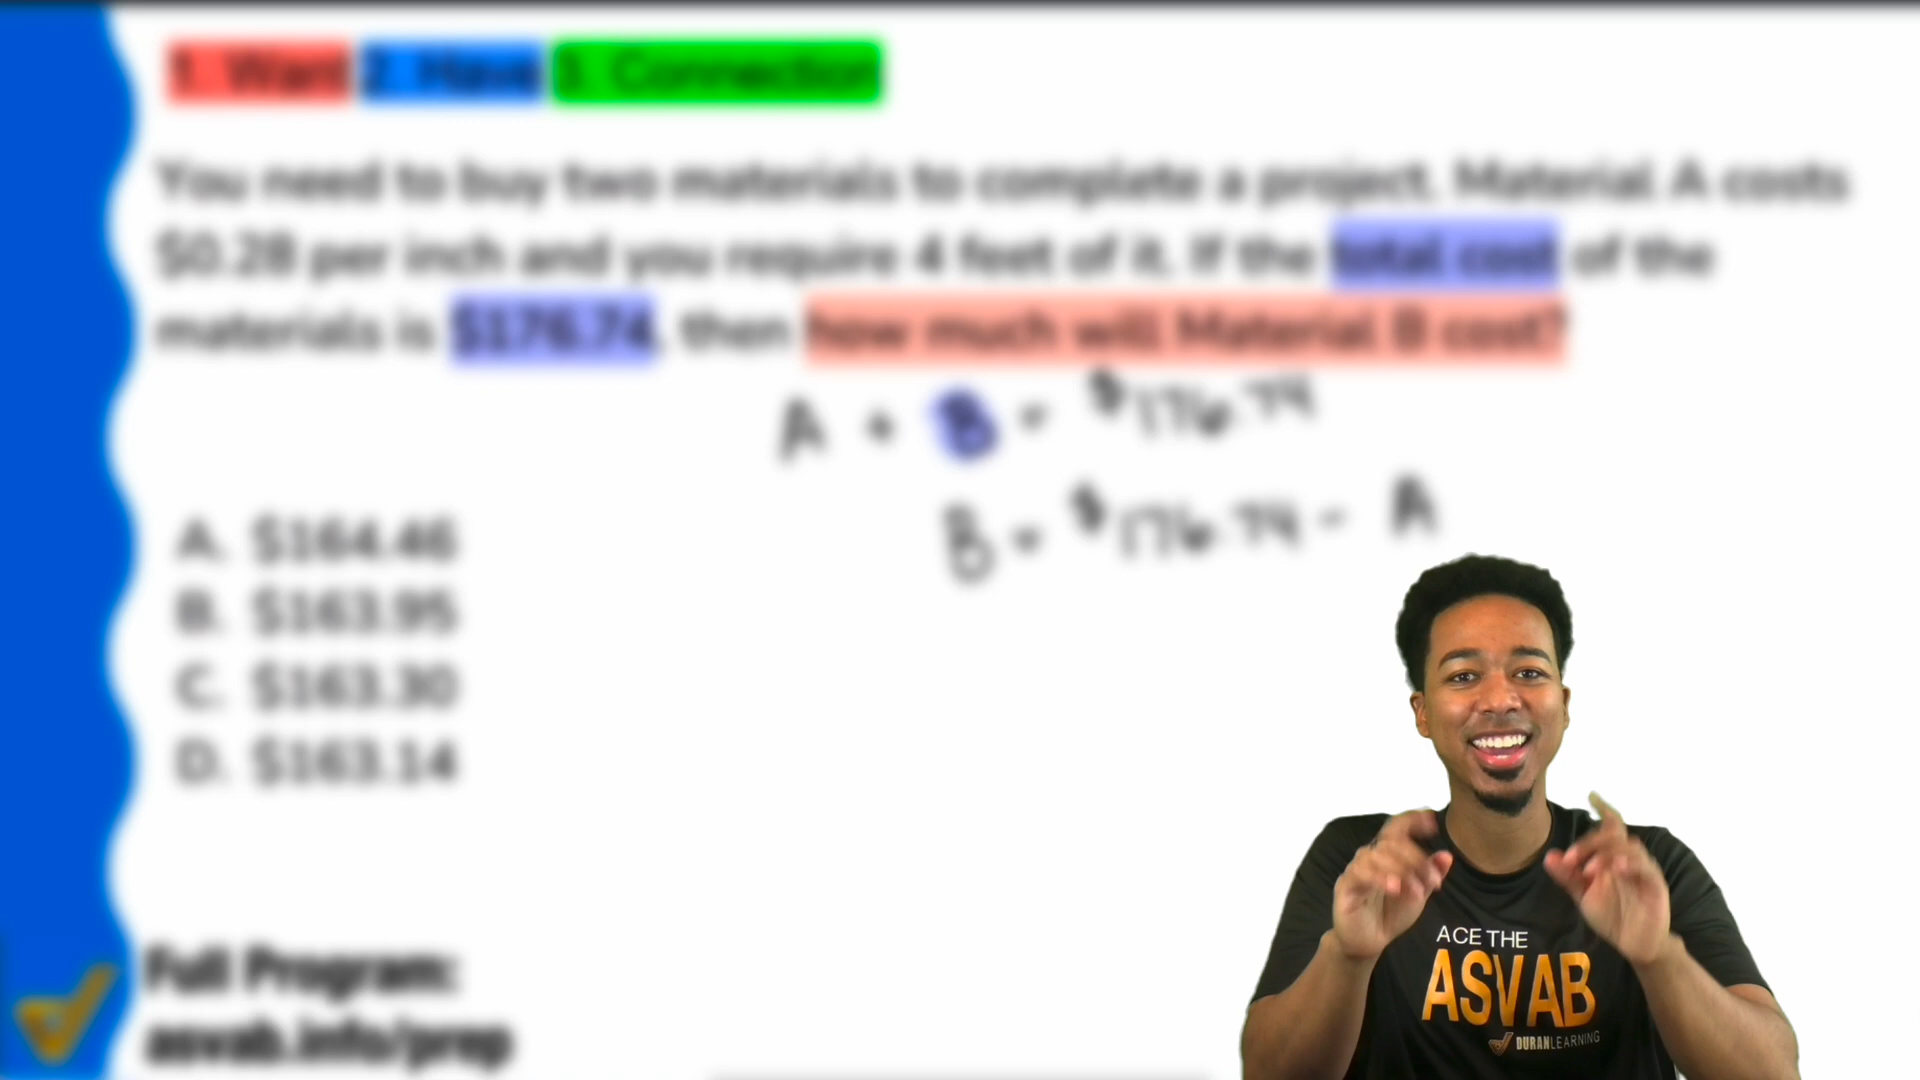 1. Want 2. Have 3. Connection
You need to buy two materials to complete a project. Material A costs
$0.28 per inch and you require 4 feet of it. If the total cost of the
materials is $176.74, then how much will Material B cost?
A + B = $176.74
B = $176.74 - A
A. $164.46
B. $163.95
C. $163.30
D. $163.14
Full Program:
asvab.info/prep
ACE THE
ASVAB
DURANLEARNING